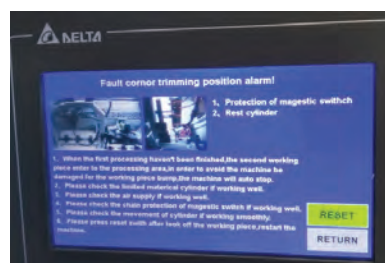 DELTA
Fault cornor trimming position alarm!
1、Protection of magestic swithch
2、Rest cylinder
1、When the first processing haven't been finished,the second working
piece enter to the processing area,in order to avoid the machine be
damaged for the working piece bump,the machine will auto stop.
2、Please check the limited material cylinder if working well.
3、Please check the air supply if working well.
4、Please check the chain protection of magestic switch if working well.
5、Please check the movement of cylinder if working smoothly.
6、Please press reset swith after took off the working piece,restart the
machine.
RESET
RETURN